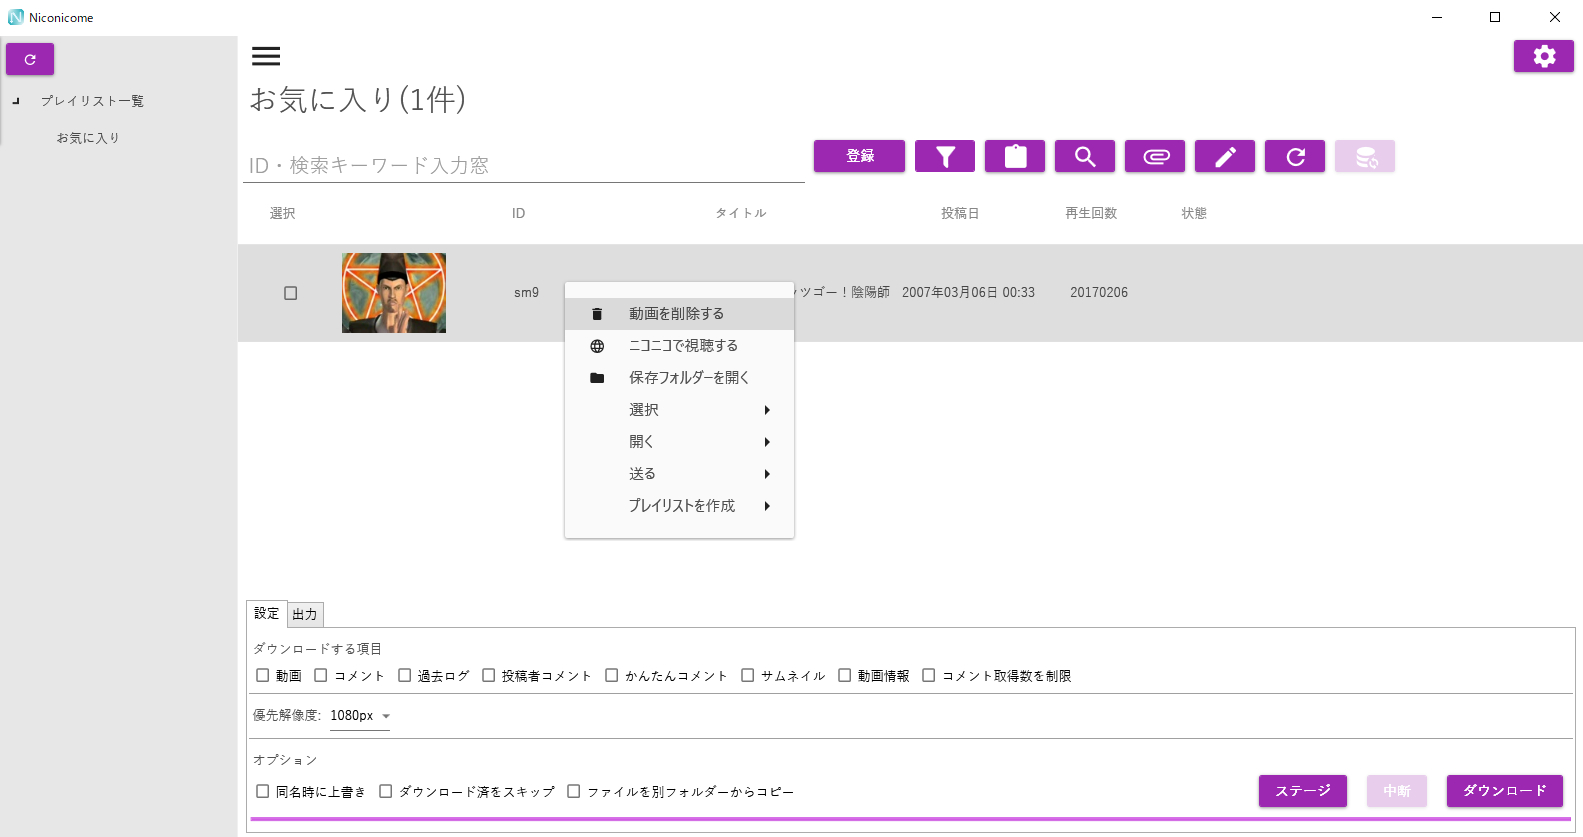 Niconicome
プレイリスト一覧
お気に入り
お気に入り(1件)
ID・検索キーワード入力窓
登録
選択 ID タイトル 投稿日 再生回数 状態
sm9 ツゴー！陰陽師 2007年03月06日 00:33 20170206
動画を削除する
ニコニコで視聴する
保存フォルダーを開く
選択
開く
送る
プレイリストを作成
設定 出力
ダウンロードする項目
動画 コメント 過去ログ 投稿者コメント かんたんコメント サムネイル 動画情報 コメント取得数を制限
優先解像度: 1080px
オプション
同名時に上書き ダウンロード済をスキップ ファイルを別フォルダーからコピー
ステージ 中断 ダウンロード